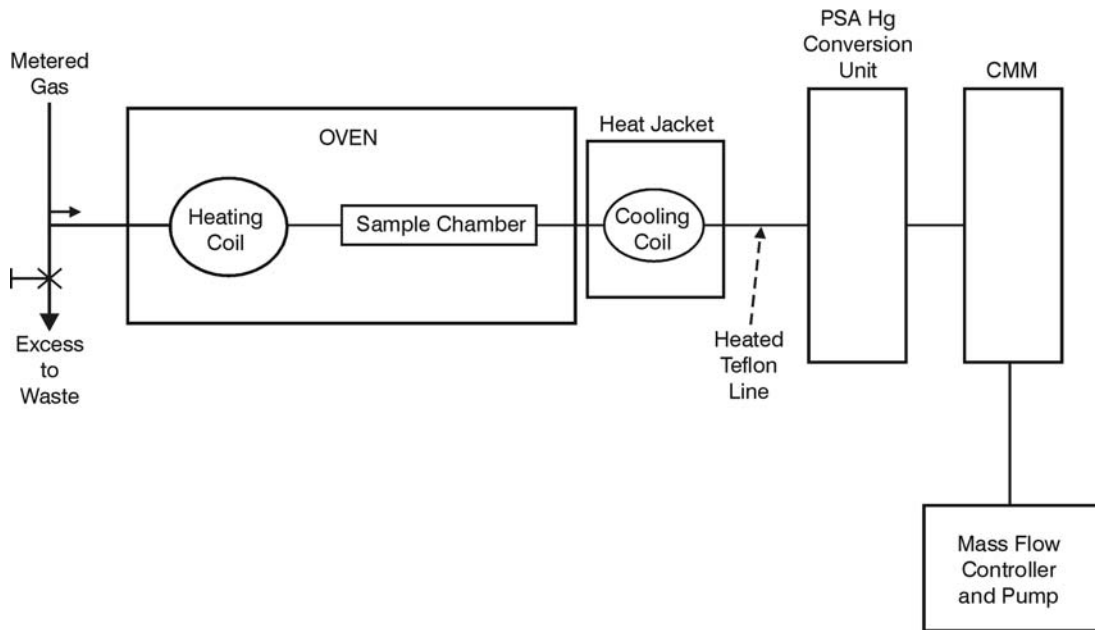 Metered
Gas
Excess
to
Waste
OVEN
Heating
Coil
Sample Chamber
Heat Jacket
Cooling
Coil
Heated
Teflon
Line
PSA Hg
Conversion
Unit
CMM
Mass Flow
Controller
and Pump